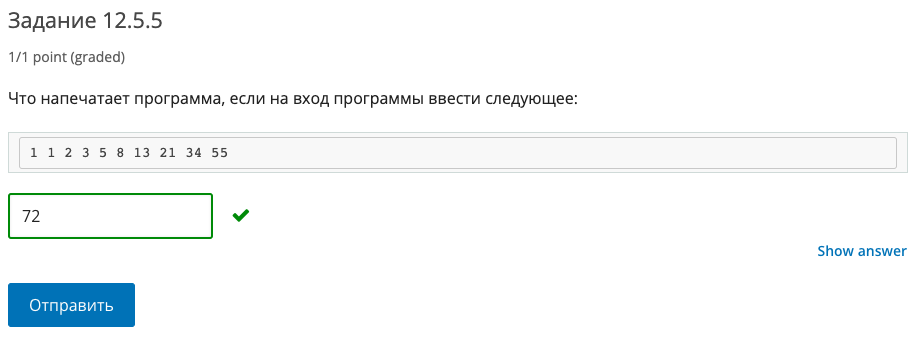 Задание 12.5.5
1/1 point (graded)
Что напечатает программа, если на вход программы ввести следующее:
1 1 2 3 5 8 13 21 34 55
72
Show answer
Отправить